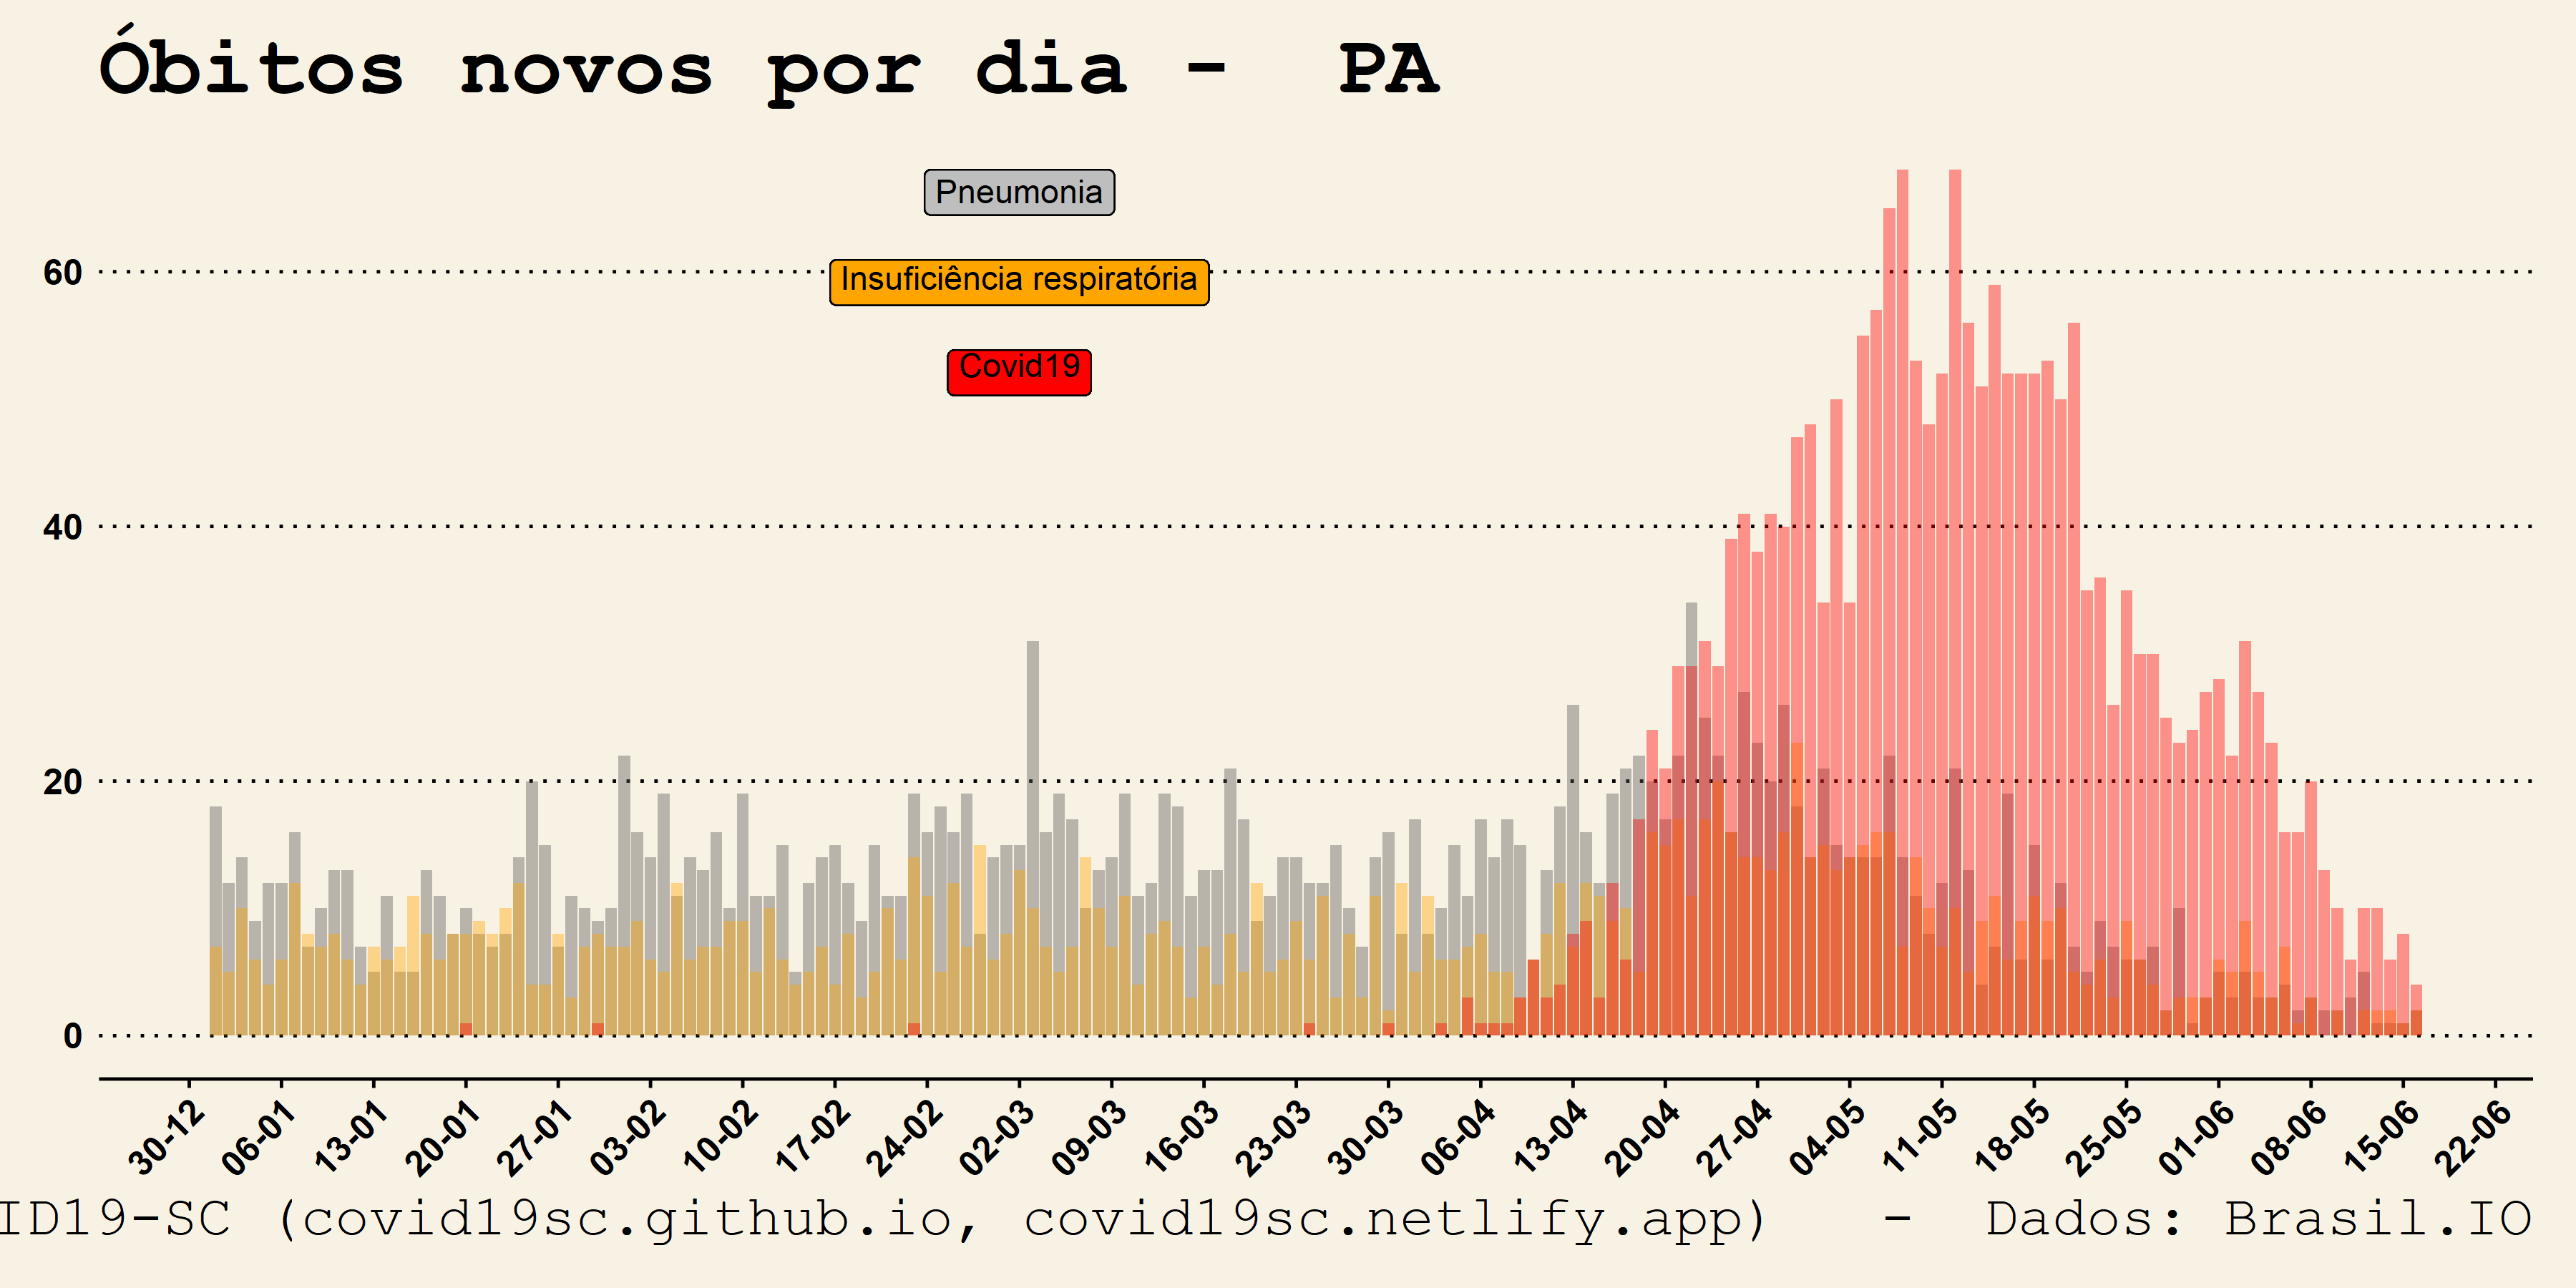 Óbitos novos por dia - PA
Pneumonia
Insuficiência respiratória
Covid19
60
40
20
0
30-12 06-01 13-01 20-01 27-01 03-02 10-02 17-02 24-02 02-03 09-03 16-03 23-03 30-03 06-04 13-04 20-04 27-04 04-05 11-05 18-05 25-05 01-06 08-06 15-06 22-06
ID19-SC (covid19sc.github.io, covid19sc.netlify.app) - Dados: Brasil.IO